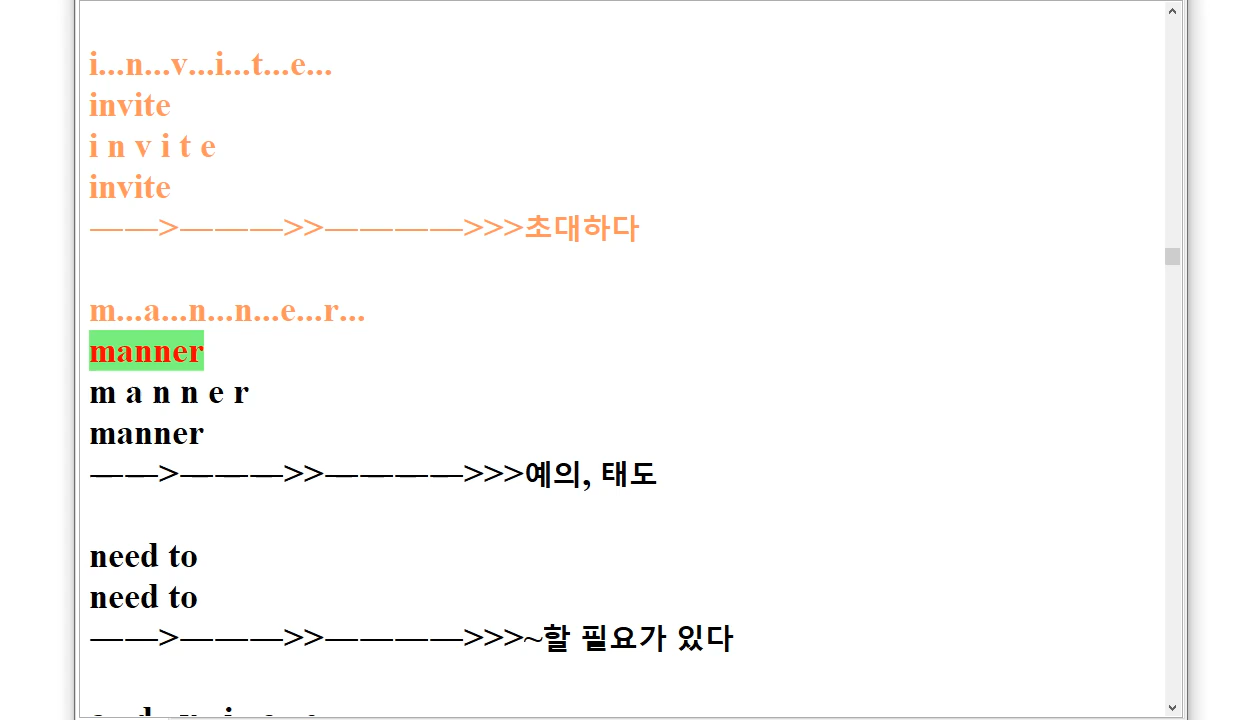 i...n...v...i...t...e...
invite
i n v i t e
invite
——>———>>————>>>초대하다
m...a...n...n...e...r...
manner
m a n n e r
manner
——>———>>————>>>예의, 태도
need to
need to
——>———>>————>>>~할 필요가 있다